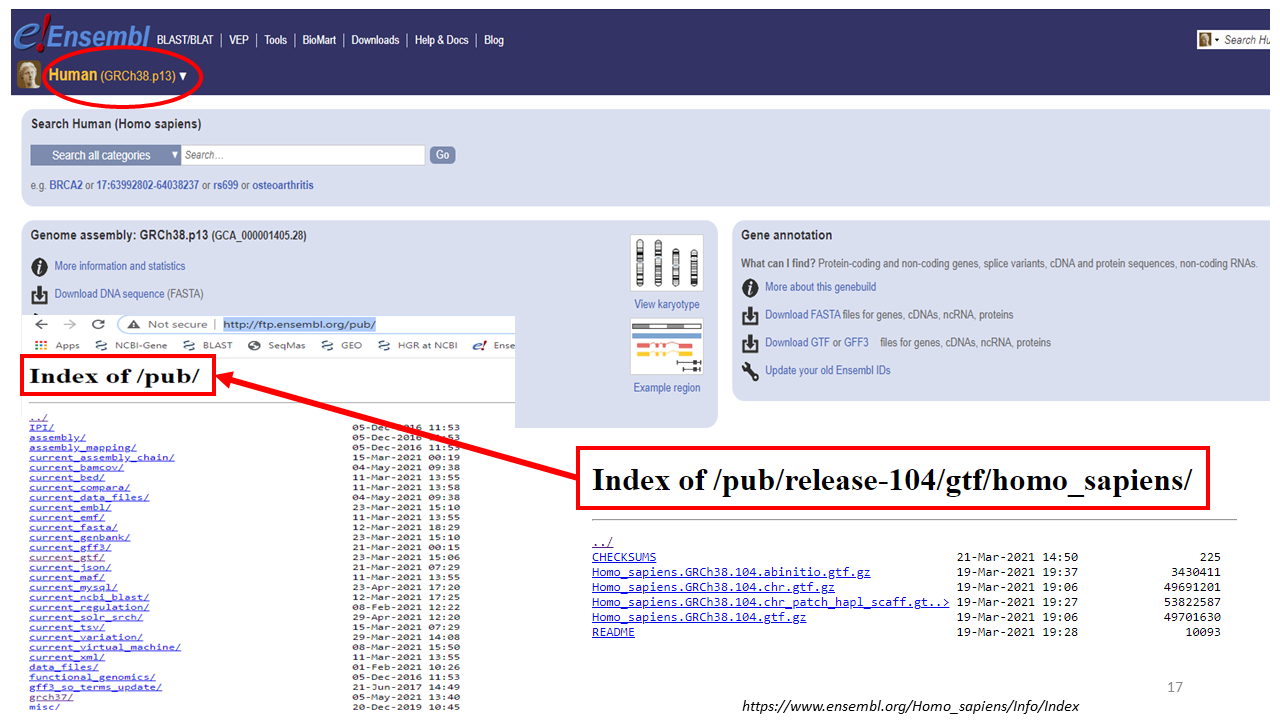 e!Ensembl BLAST/BLAT | VEP | Tools | BioMart | Downloads | Help & Docs | Blog
Search Hu
Human (GRCh38.p13) ▼
Search Human (Homo sapiens)
Search all categories ▼ Search... Go
e.g. BRCA2 or 17:63992802-64038237 or rs699 or osteoarthritis
Genome assembly: GRCh38.p13 (GCA_000001405.28)
More information and statistics
Download DNA sequence (FASTA)
View karyotype
Example region
Gene annotation
What can I find? Protein-coding and non-coding genes, splice variants, cDNA and protein sequences, non-coding RNAs.
More about this genebuild
Download FASTA files for genes, cDNAs, ncRNA, proteins
Download GTF or GFF3 files for genes, cDNAs, ncRNA, proteins
Update your old Ensembl IDs
Not secure | http://ftp.ensembl.org/pub/
Apps NCBI-Gene BLAST SeqMas GEO HGR at NCBI e! Ense
Index of /pub/
../
IPI/ 05-Dec-2016 11:53
assembly/ 05-Dec-2016 11:53
assembly_mapping/ 05-Dec-2016 11:53
current_assembly_chain/ 15-Mar-2021 00:19
current_bamcov/ 04-May-2021 09:38
current_bed/ 11-Mar-2021 13:55
current_compara/ 11-Mar-2021 13:58
current_data_files/ 04-May-2021 09:38
current_embl/ 23-Mar-2021 15:10
current_emf/ 11-Mar-2021 13:55
current_fasta/ 12-Mar-2021 18:29
current_genbank/ 23-Mar-2021 15:10
current_gff3/ 21-Mar-2021 00:15
current_gtf/ 23-Mar-2021 15:06
current_json/ 21-Mar-2021 07:29
current_maf/ 11-Mar-2021 13:55
current_mysql/ 23-Apr-2021 17:20
current_ncbi_blast/ 12-Mar-2021 17:25
current_regulation/ 08-Feb-2021 12:22
current_solr_srch/ 29-Apr-2021 12:20
current_tsv/ 15-Mar-2021 07:29
current_variation/ 29-Mar-2021 14:08
current_virtual_machine/ 08-Mar-2021 15:50
current_xml/ 11-Mar-2021 13:55
data_files/ 01-Feb-2021 10:26
functional_genomics/ 05-Dec-2016 11:53
gff3_so_terms_update/ 21-Jun-2017 14:49
grch37/ 05-May-2021 13:40
misc/ 20-Dec-2019 10:45
Index of /pub/release-104/gtf/homo_sapiens/
../
CHECKSUMS 21-Mar-2021 14:50 225
Homo_sapiens.GRCh38.104.abinitio.gtf.gz 19-Mar-2021 19:37 3430411
Homo_sapiens.GRCh38.104.chr.gtf.gz 19-Mar-2021 19:06 49691201
Homo_sapiens.GRCh38.104.chr_patch_hapl_scaff.gt..> 19-Mar-2021 19:27 53822587
Homo_sapiens.GRCh38.104.gtf.gz 19-Mar-2021 19:06 49701630
README 19-Mar-2021 19:28 10093
17
https://www.ensembl.org/Homo_sapiens/Info/Index